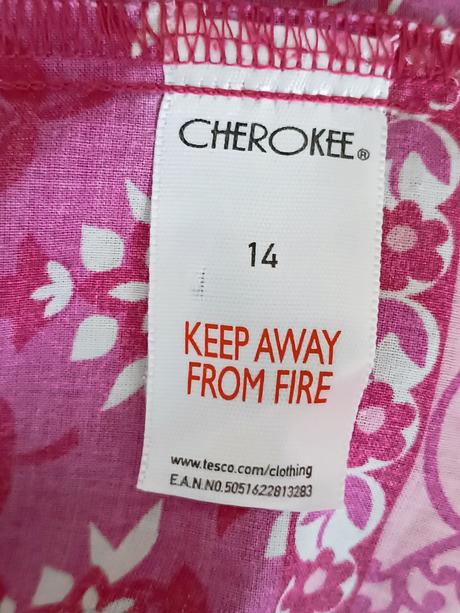 CHEROKEE®
14
KEEP AWAY
FROM FIRE
www.tesco.com/clothing
E.A.N.NO.5051622813283